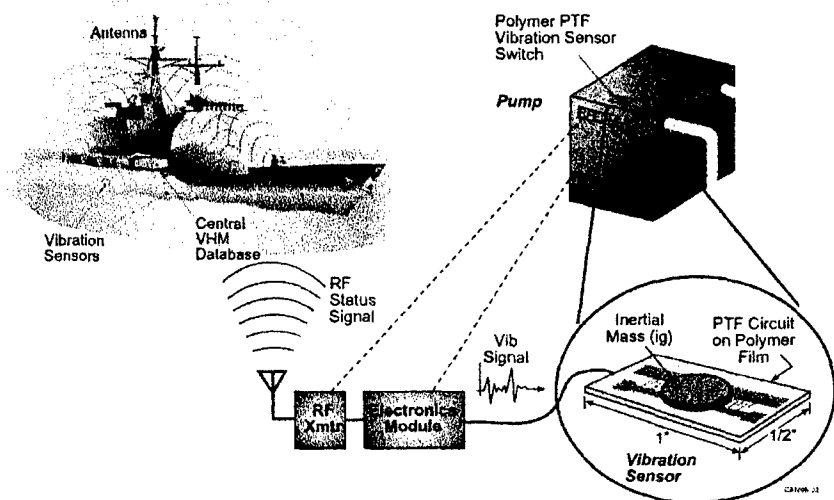 Antenna
Vibration
Sensors
Central
VHM
Database
RF
Status
Signal
Polymer PTF
Vibration Sensor
Switch
Pump
Vib
Signal
RF
Xmtr
Electronics
Module
Inertial
Mass (ig)
PTF Circuit
on Polymer
Film
1"
1/2"
Vibration
Sensor